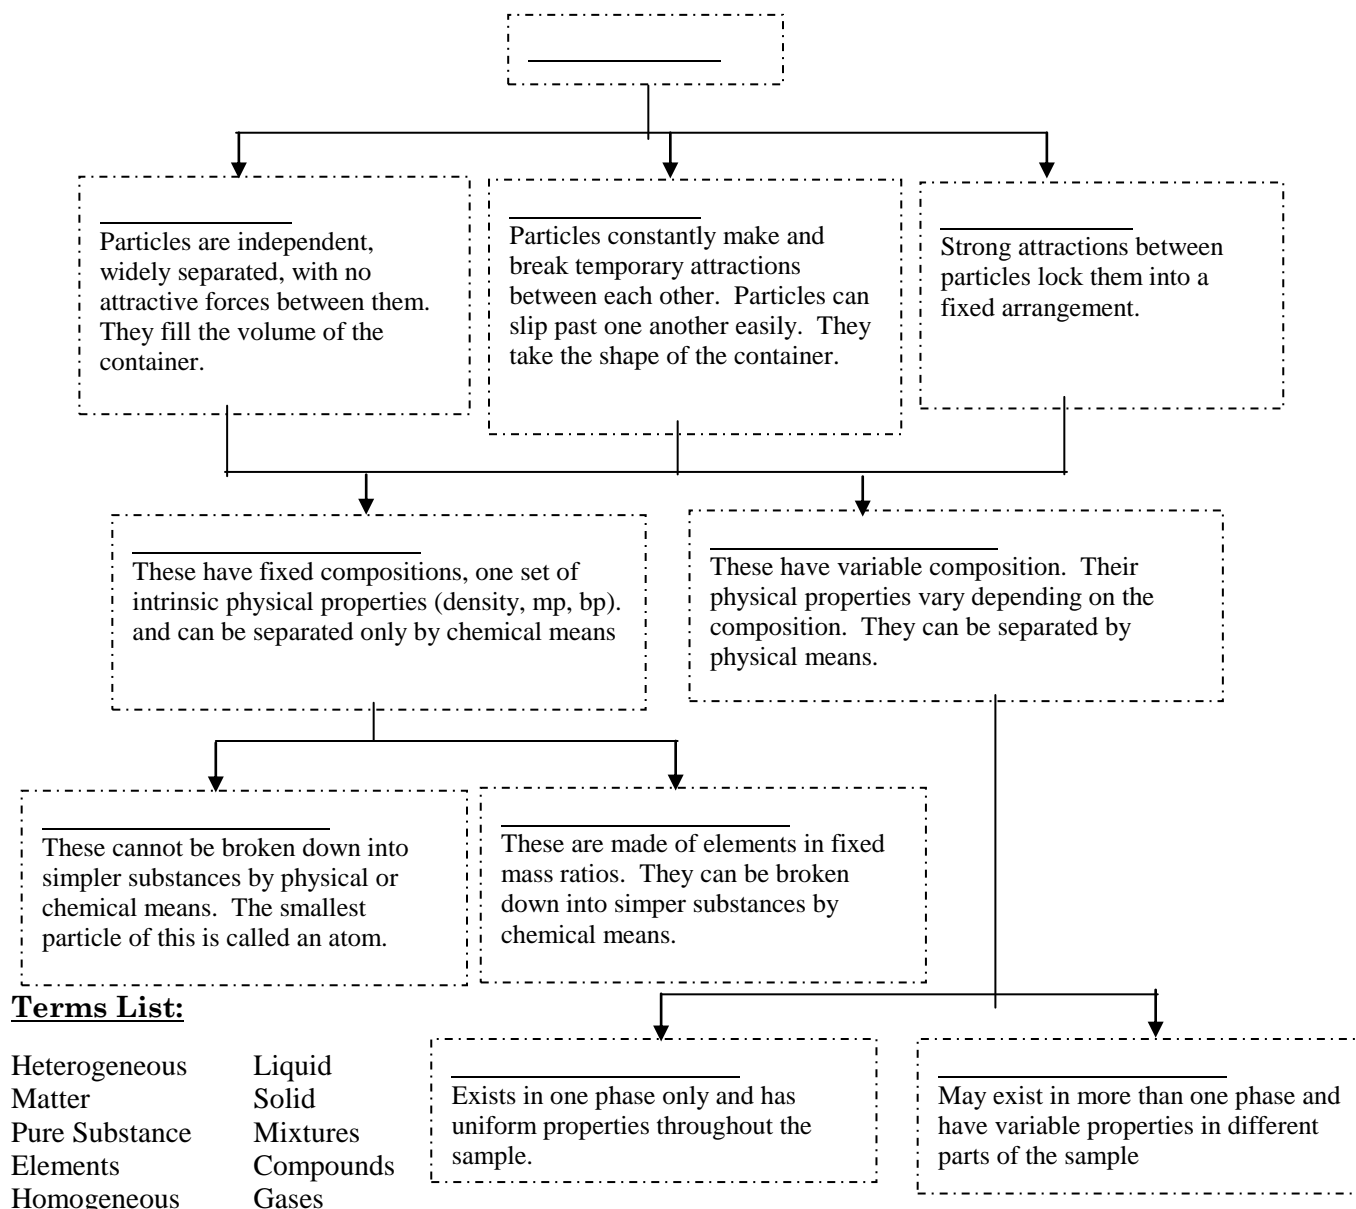 Particles are independent,
widely separated, with no
attractive forces between them.
They fill the volume of the
container.
Particles constantly make and
break temporary attractions
between each other.  Particles can
slip past one another easily.  They
take the shape of the container.
Strong attractions between
particles lock them into a
fixed arrangement.
These have fixed compositions, one set of
intrinsic physical properties (density, mp, bp).
and can be separated only by chemical means
These have variable composition.  Their
physical properties vary depending on the
composition.  They can be separated by
physical means.
These cannot be broken down into
simpler substances by physical or
chemical means.  The smallest
particle of this is called an atom.
These are made of elements in fixed
mass ratios.  They can be broken
down into simper substances by
chemical means.
Terms List:
Heterogeneous Liquid
Matter Solid
Pure Substance Mixtures
Elements Compounds
Homogeneous Gases
Exists in one phase only and has
uniform properties throughout the
sample.
May exist in more than one phase and
have variable properties in different
parts of the sample